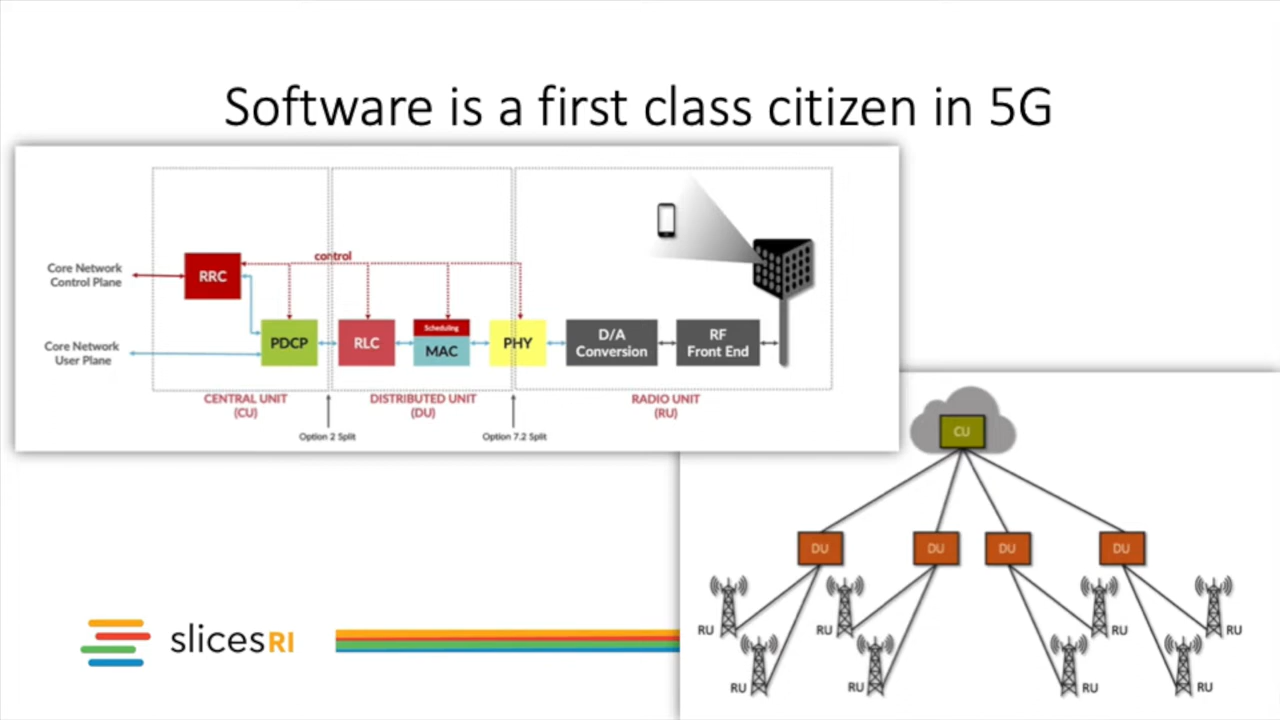 Software is a first class citizen in 5G
control
Core Network
Control Plane
RRC
Core Network
User Plane
PDCP
RLC
Scheduling
MAC
PHY
D/A
Conversion
RF
Front End
CENTRAL UNIT
(CU)
DISTRIBUTED UNIT
(DU)
RADIO UNIT
(RU)
Option 2 Split
Option 7.2 Split
CU
DU
DU
DU
DU
RU
RU
RU
RU
RU
RU
RU
RU
slicesRI